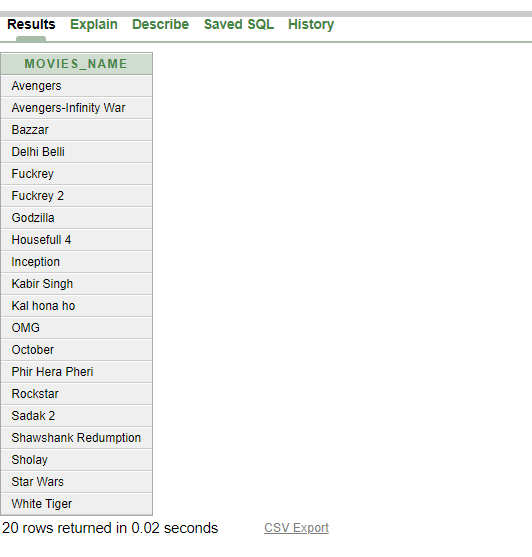 Results Explain Describe Saved SQL History
MOVIES_NAME
Avengers
Avengers-Infinity War
Bazzar
Delhi Belli
Fuckrey
Fuckrey 2
Godzilla
Housefull 4
Inception
Kabir Singh
Kal hona ho
OMG
October
Phir Hera Pheri
Rockstar
Sadak 2
Shawshank Redumption
Sholay
Star Wars
White Tiger
20 rows returned in 0.02 seconds CSV Export